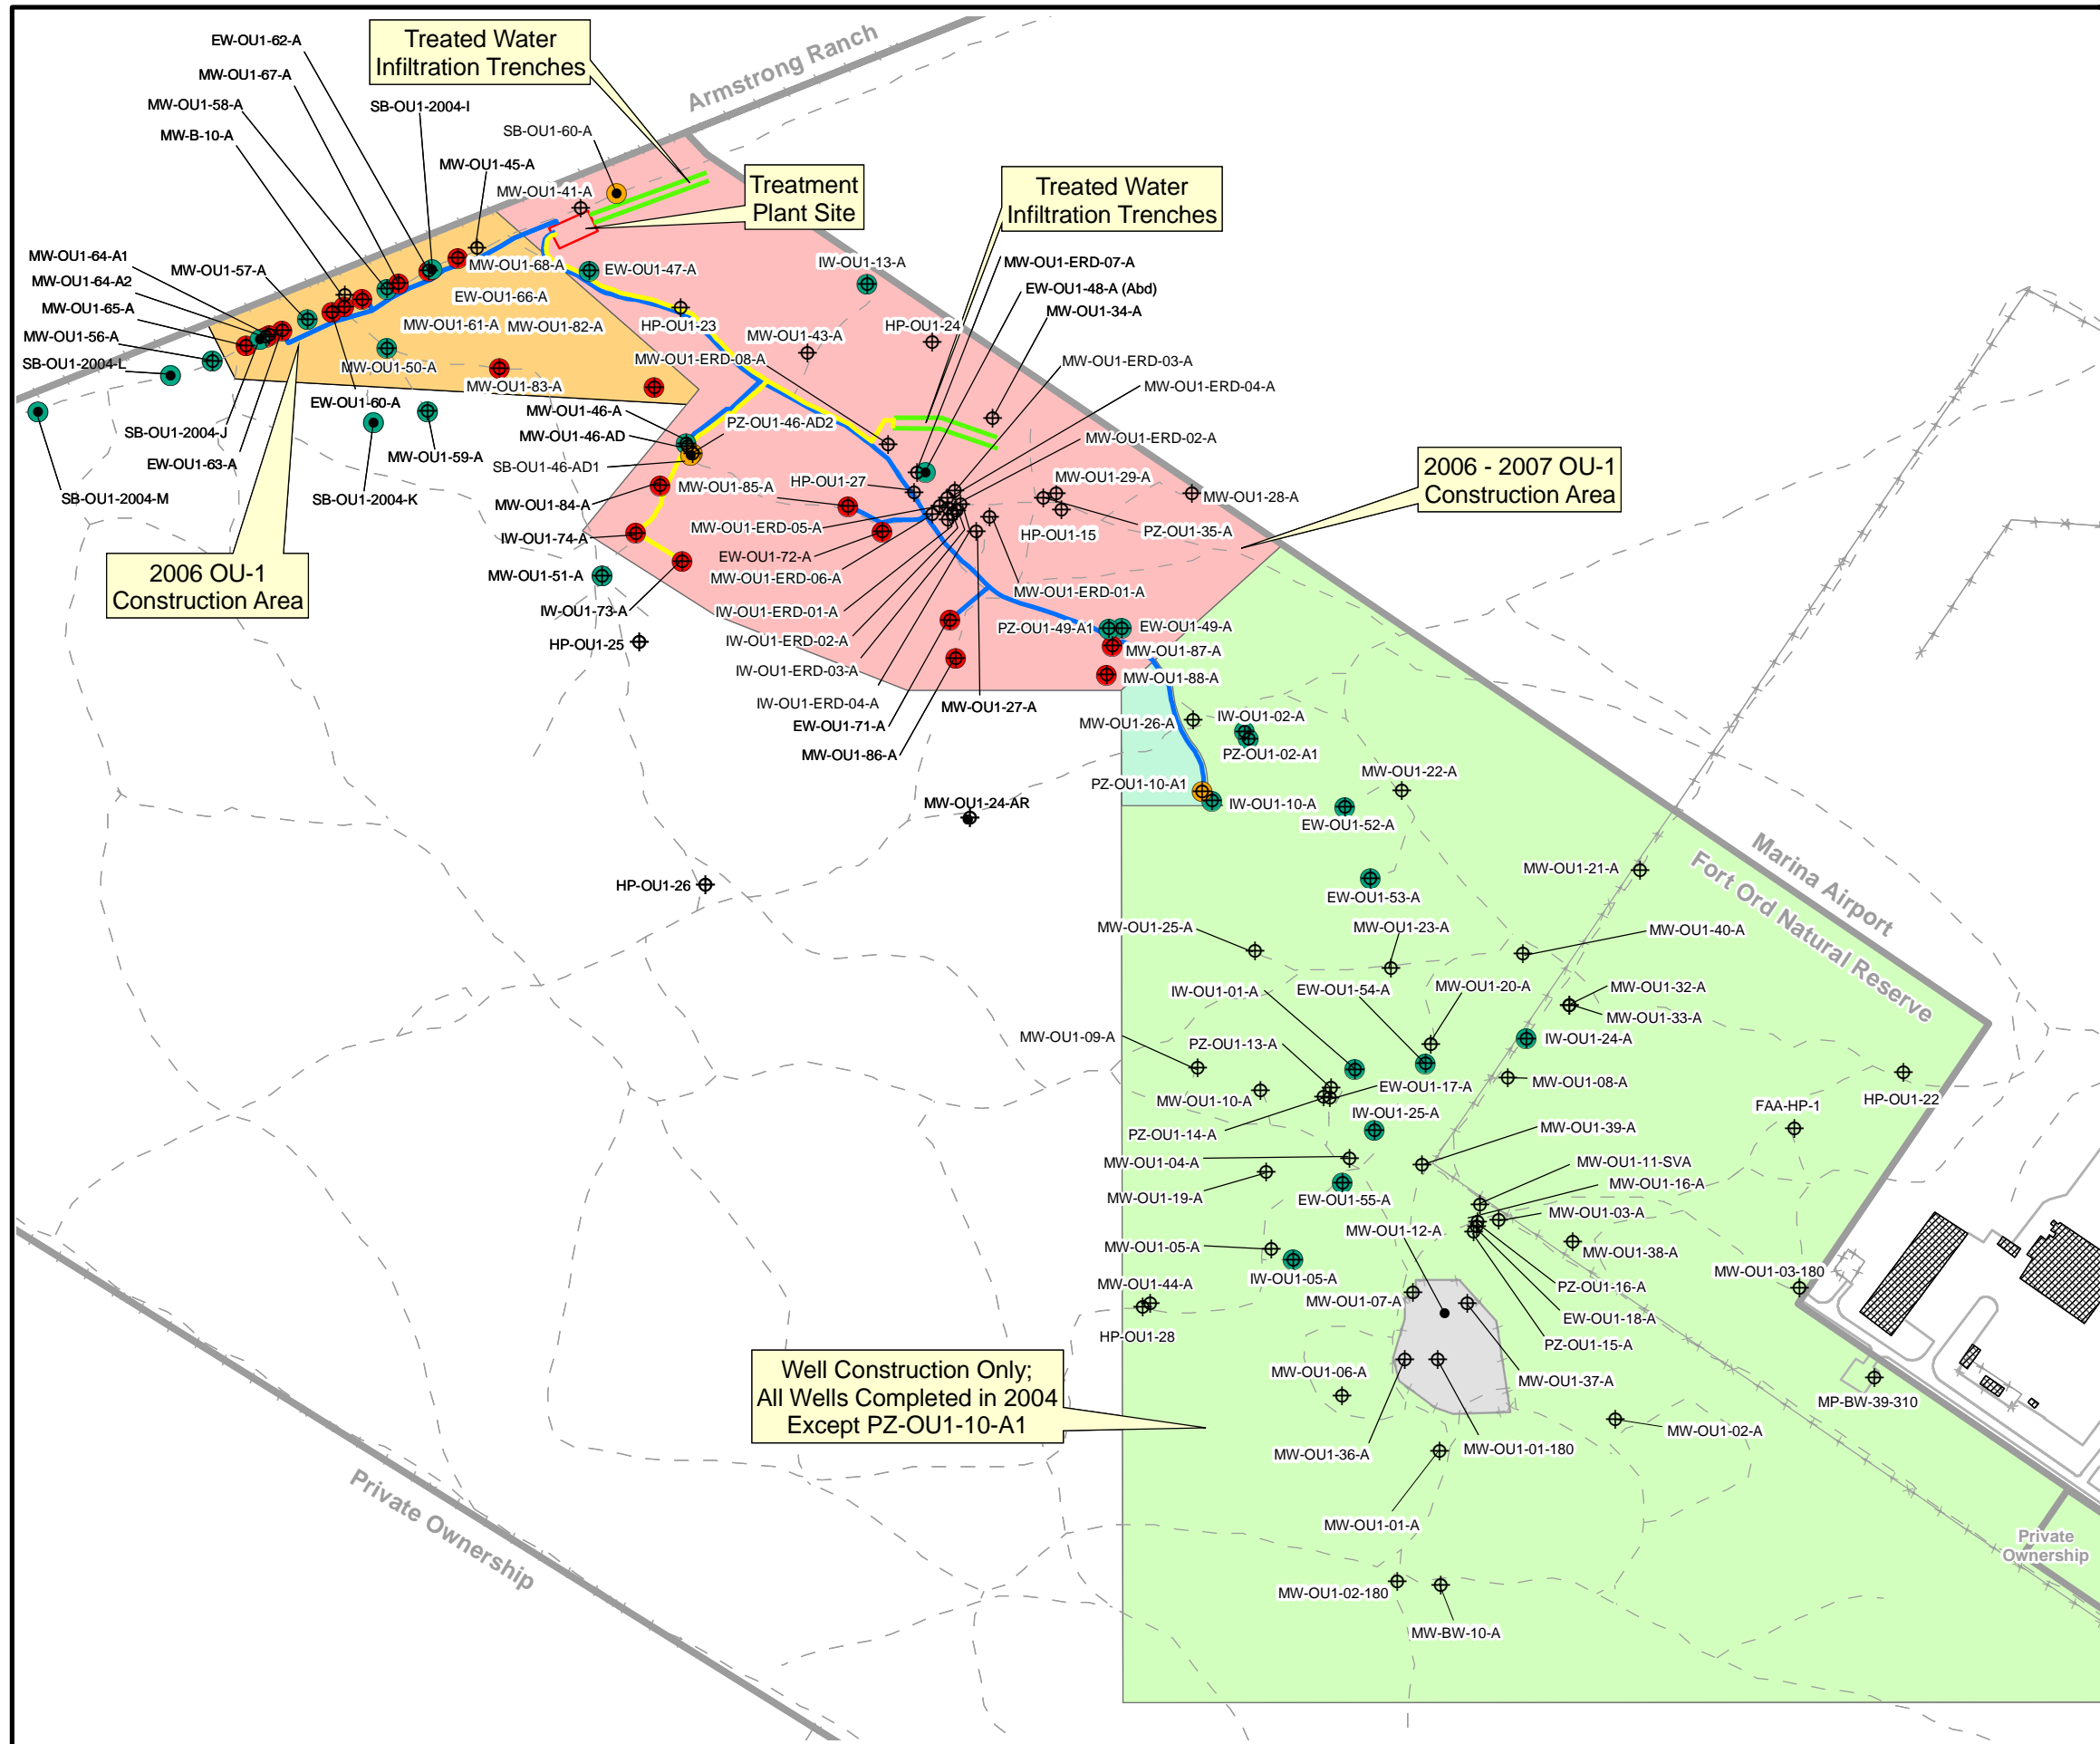 EW-OU1-62-A
MW-OU1-67-A
MW-OU1-58-A
MW-B-10-A
Treated Water
Infiltration Trenches
SB-OU1-2004-I
SB-OU1-60-A
MW-OU1-45-A
MW-OU1-41-A
Armstrong Ranch
Treatment
Plant Site
Treated Water
Infiltration Trenches
MW-OU1-64-A1
MW-OU1-64-A2
MW-OU1-57-A
MW-OU1-65-A
MW-OU1-56-A
SB-OU1-2004-L
MW-OU1-68-A
EW-OU1-47-A
IW-OU1-13-A
MW-OU1-ERD-07-A
EW-OU1-48-A (Abd)
MW-OU1-34-A
EW-OU1-66-A
MW-OU1-61-A
MW-OU1-82-A
HP-OU1-23
MW-OU1-43-A
HP-OU1-24
MW-OU1-ERD-08-A
MW-OU1-ERD-03-A
MW-OU1-ERD-04-A
MW-OU1-50-A
MW-OU1-83-A
EW-OU1-60-A
MW-OU1-46-A
PZ-OU1-46-AD2
MW-OU1-46-AD
MW-OU1-ERD-02-A
SB-OU1-2004-J
EW-OU1-63-A
MW-OU1-59-A
SB-OU1-46-AD1
SB-OU1-2004-M
SB-OU1-2004-K
MW-OU1-84-A
MW-OU1-85-A
HP-OU1-27
MW-OU1-29-A
MW-OU1-28-A
2006 - 2007 OU-1
Construction Area
MW-OU1-ERD-05-A
HP-OU1-15
PZ-OU1-35-A
IW-OU1-74-A
EW-OU1-72-A
MW-OU1-51-A
MW-OU1-ERD-06-A
2006 OU-1
Construction Area
IW-OU1-73-A
IW-OU1-ERD-01-A
MW-OU1-ERD-01-A
HP-OU1-25
IW-OU1-ERD-02-A
PZ-OU1-49-A1
EW-OU1-49-A
MW-OU1-87-A
IW-OU1-ERD-03-A
MW-OU1-88-A
IW-OU1-ERD-04-A
MW-OU1-27-A
EW-OU1-71-A
MW-OU1-86-A
MW-OU1-26-A
IW-OU1-02-A
PZ-OU1-02-A1
PZ-OU1-10-A1
IW-OU1-10-A
MW-OU1-22-A
EW-OU1-52-A
MW-OU1-24-AR
HP-OU1-26
Marina Airport
Fort Ord Natural Reserve
MW-OU1-21-A
EW-OU1-53-A
MW-OU1-25-A
MW-OU1-23-A
MW-OU1-40-A
IW-OU1-01-A
EW-OU1-54-A
MW-OU1-20-A
MW-OU1-32-A
MW-OU1-33-A
MW-OU1-09-A
PZ-OU1-13-A
IW-OU1-24-A
MW-OU1-10-A
EW-OU1-17-A
MW-OU1-08-A
HP-OU1-22
FAA-HP-1
IW-OU1-25-A
PZ-OU1-14-A
MW-OU1-39-A
MW-OU1-04-A
MW-OU1-11-SVA
MW-OU1-16-A
MW-OU1-19-A
EW-OU1-55-A
MW-OU1-03-A
MW-OU1-12-A
MW-OU1-05-A
MW-OU1-38-A
MW-OU1-03-180
IW-OU1-05-A
MW-OU1-44-A
PZ-OU1-16-A
MW-OU1-07-A
EW-OU1-18-A
HP-OU1-28
PZ-OU1-15-A
Well Construction Only;
All Wells Completed in 2004
Except PZ-OU1-10-A1
MW-OU1-06-A
MW-OU1-37-A
MP-BW-39-310
MW-OU1-36-A
MW-OU1-01-180
MW-OU1-02-A
Private Ownership
MW-OU1-01-A
Private
Ownership
MW-OU1-02-180
MW-BW-10-A